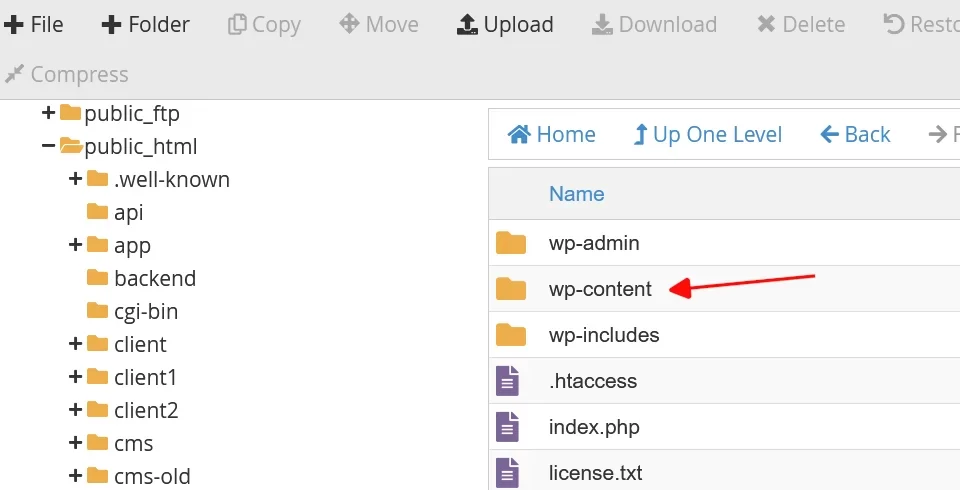 File Folder Copy Move Upload Download Delete Resto
Compress
public_ftp
public_html
.well-known
api
app
backend
cgi-bin
client
client1
client2
cms
cms-old
Home Up One Level Back F
Name
wp-admin
wp-content
wp-includes
.htaccess
index.php
license.txt